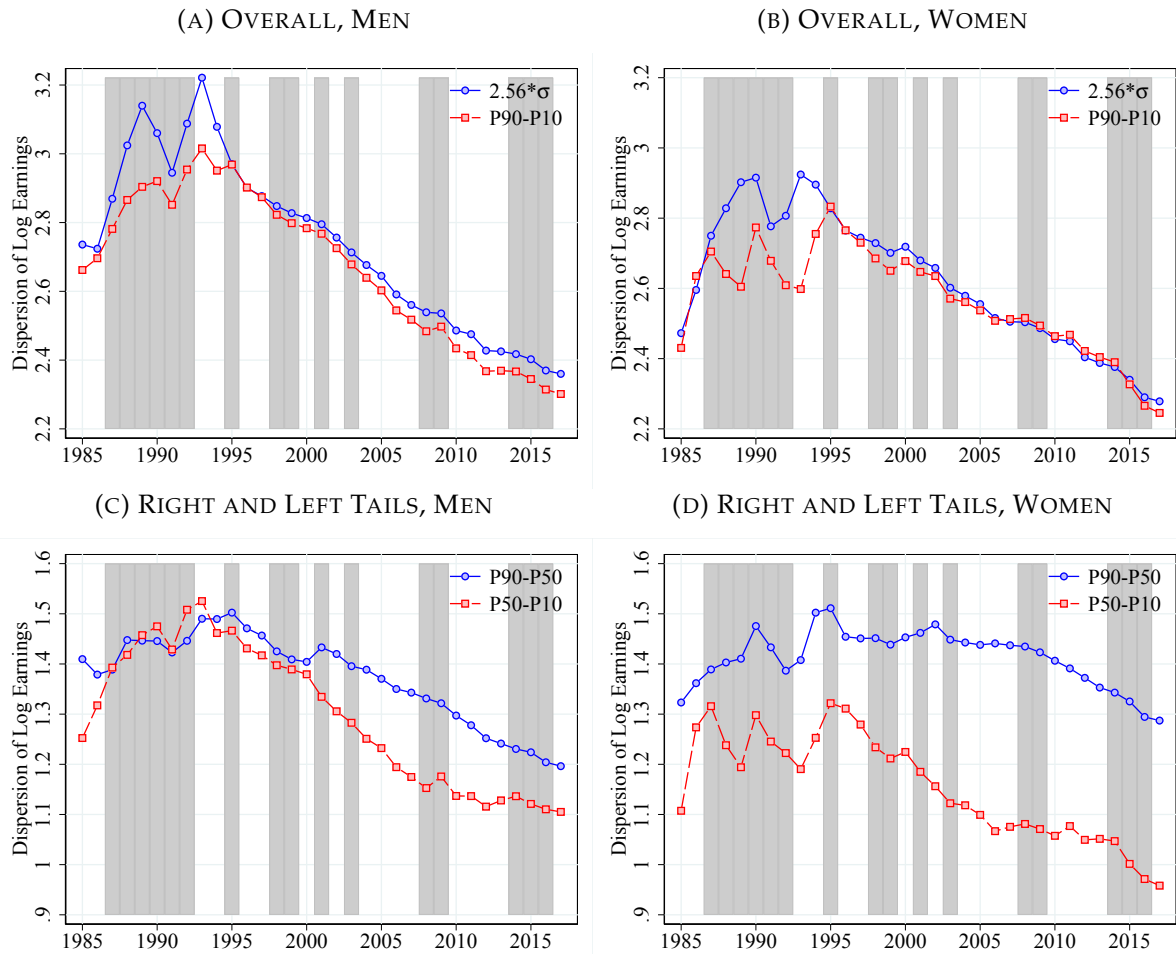 (A) OVERALL, MEN
Dispersion of Log Earnings
3.2
3
2.8
2.6
2.4
2.2
2.56*σ
P90-P10
1985 1990 1995 2000 2005 2010 2015
(B) OVERALL, WOMEN
Dispersion of Log Earnings
3.2
3
2.8
2.6
2.4
2.2
2.56*σ
P90-P10
1985 1990 1995 2000 2005 2010 2015
(C) RIGHT AND LEFT TAILS, MEN
Dispersion of Log Earnings
1.6
1.5
1.4
1.3
1.2
1.1
1
.9
P90-P50
P50-P10
1985 1990 1995 2000 2005 2010 2015
(D) RIGHT AND LEFT TAILS, WOMEN
Dispersion of Log Earnings
1.6
1.5
1.4
1.3
1.2
1.1
1
.9
P90-P50
P50-P10
1985 1990 1995 2000 2005 2010 2015